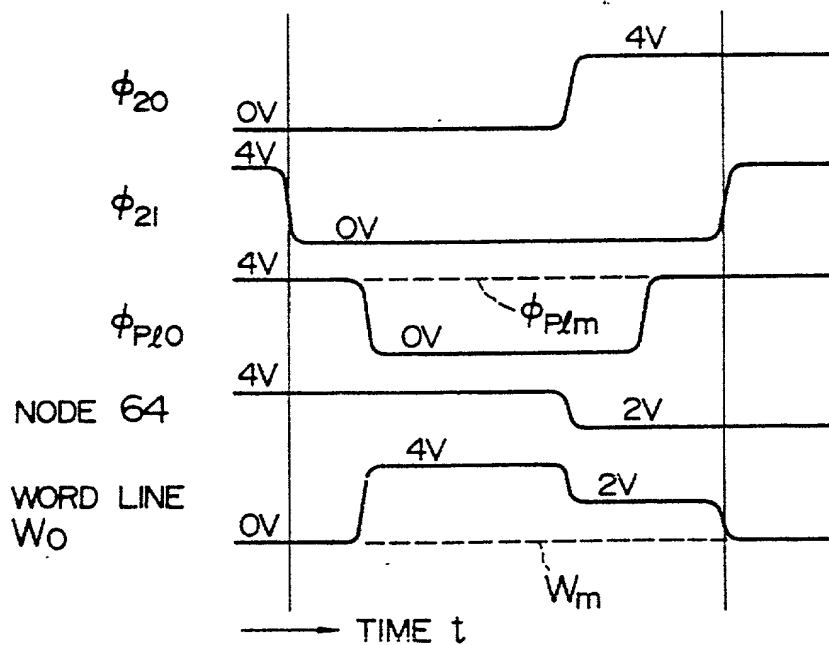 4V
ϕ20
0V
4V
ϕ21
0V
4V
ϕPlm
ϕPl0
0V
4V
NODE 64
2V
4V
WORD LINE
W0
2V
0V
Wm
TIME t